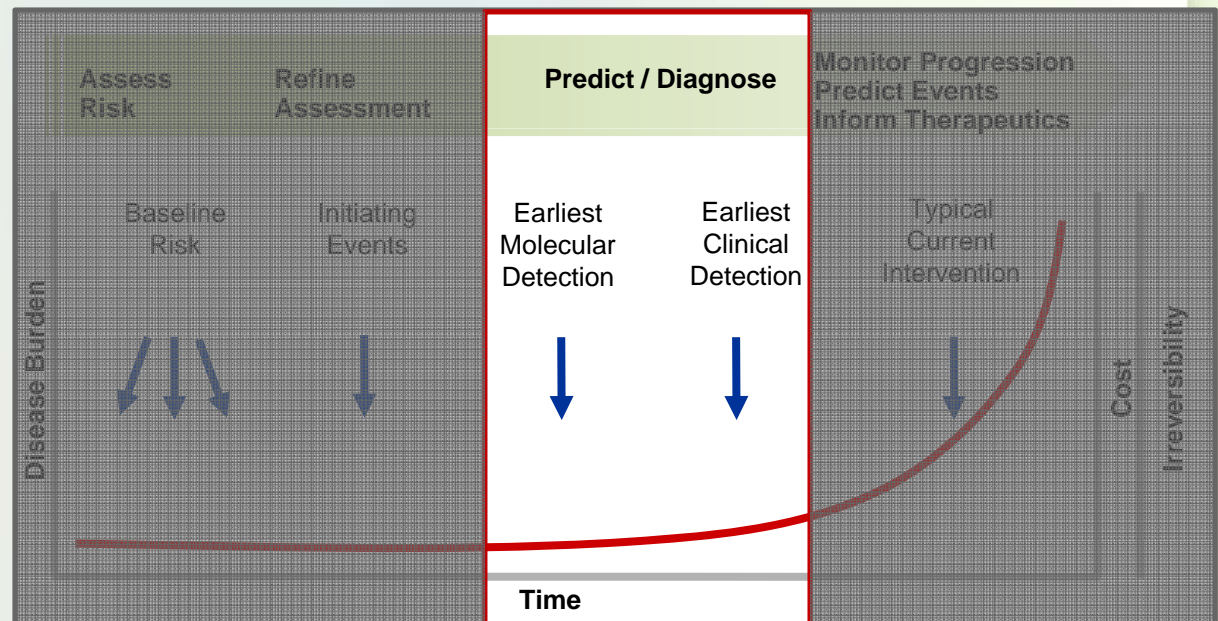 Assess
Risk
Refine
Assessment
Predict / Diagnose
Monitor Progression
Predict Events
Inform Therapeutics
Baseline
Risk
Initiating
Events
Earliest
Molecular
Detection
Earliest
Clinical
Detection
Typical
Current
Intervention
Disease Burden
Cost
Irreversibility
Time